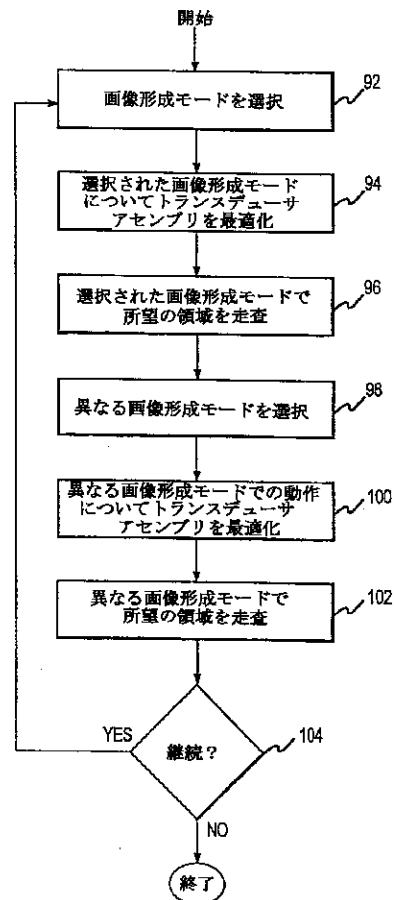 開始
画像形成モードを選択
92
選択された画像形成モード
についてトランスデューサ
アセンブリを最適化
94
選択された画像形成モードで
所望の領域を走査
96
異なる画像形成モードを選択
98
異なる画像形成モードでの動作
についてトランスデューサ
アセンブリを最適化
100
異なる画像形成モードで
所望の領域を走査
102
YES
継続?
104
NO
終了